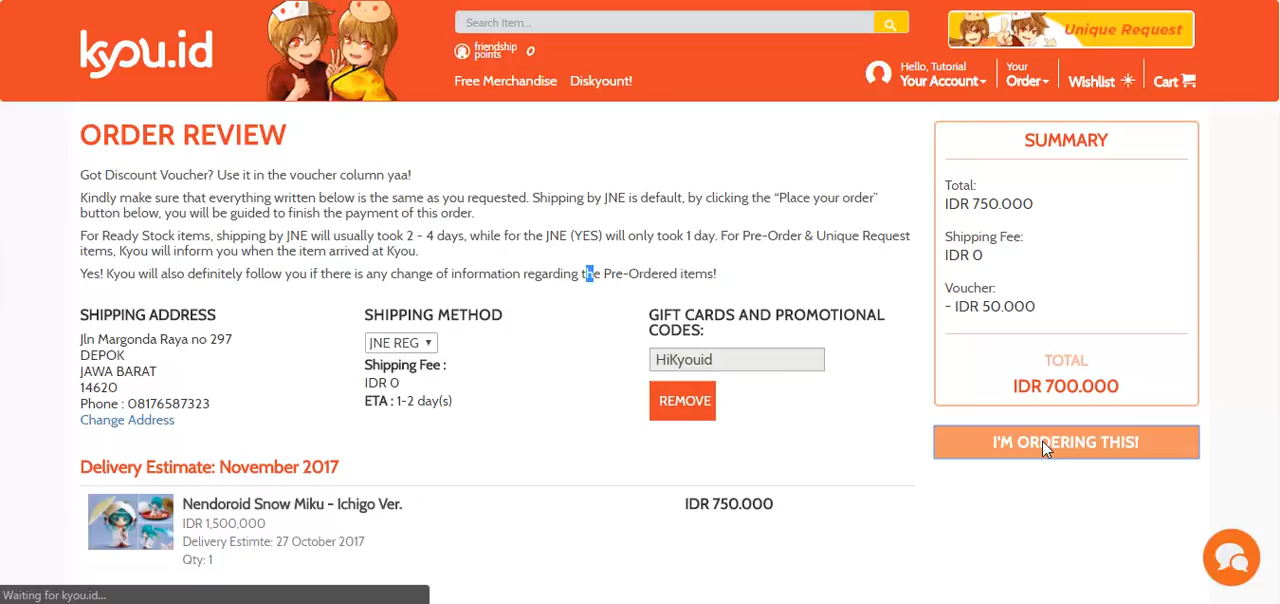 kyou.id
Search Item...
friendship
points
0
Free Merchandise
Diskyount!
Unique Request
Hello, Tutorial
Your Account
Your
Order
Wishlist
Cart
ORDER REVIEW
Got Discount Voucher? Use it in the voucher column yaa!
Kindly make sure that everything written below is the same as you requested. Shipping by JNE is default, by clicking the “Place your order”
button below, you will be guided to finish the payment of this order.
For Ready Stock items, shipping by JNE will usually took 2 - 4 days, while for the JNE (YES) will only took 1 day. For Pre-Order & Unique Request
items, Kyou will inform you when the item arrived at Kyou.
Yes! Kyou will also definitely follow you if there is any change of information regarding the Pre-Ordered items!
SHIPPING ADDRESS
Jln Margonda Raya no 297
DEPOK
JAWA BARAT
14620
Phone : 08176587323
Change Address
SHIPPING METHOD
JNE REG
Shipping Fee :
IDR 0
ETA : 1-2 day(s)
GIFT CARDS AND PROMOTIONAL
CODES:
HiKyouid
REMOVE
Delivery Estimate: November 2017
Nendoroid Snow Miku - Ichigo Ver.
IDR 1,500,000
Delivery Estimte: 27 October 2017
Qty: 1
IDR 750.000
SUMMARY
Total:
IDR 750.000
Shipping Fee:
IDR 0
Voucher:
- IDR 50.000
TOTAL
IDR 700.000
I'M ORDERING THIS!
Waiting for kyou.id...